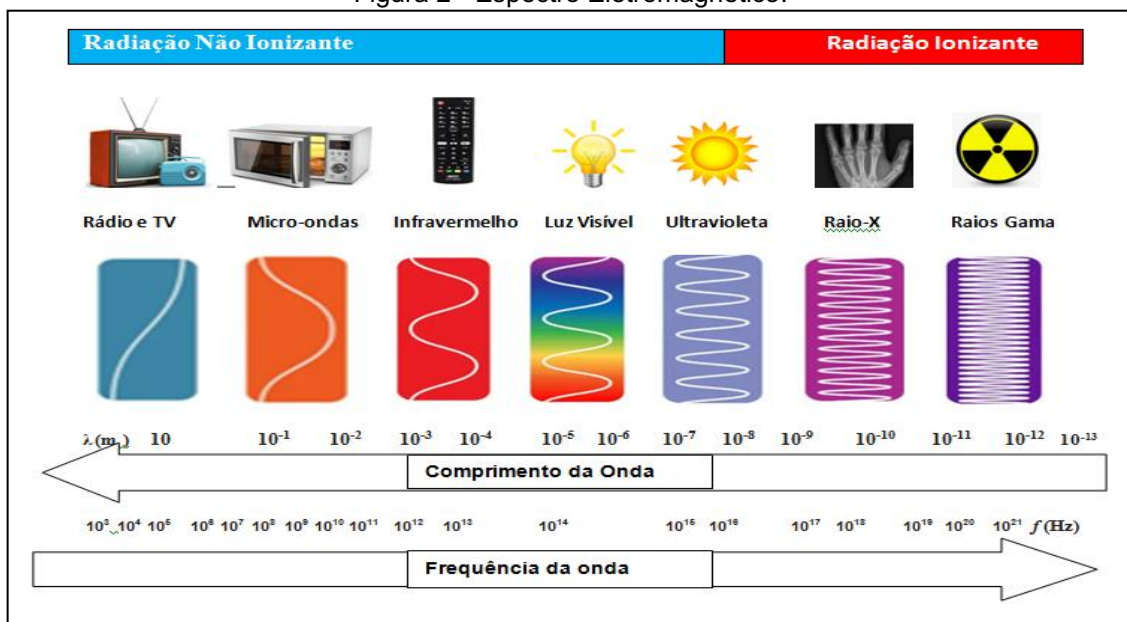 Figura 2 - Espectro Eletromagnético.
Radiação Não Ionizante Radiação Ionizante
Rádio e TV Micro-ondas Infravermelho Luz Visível Ultravioleta Raio-X Raios Gama
λ (m) 10 10⁻¹ 10⁻² 10⁻³ 10⁻⁴ 10⁻⁵ 10⁻⁶ 10⁻⁷ 10⁻⁸ 10⁻⁹ 10⁻¹⁰ 10⁻¹¹ 10⁻¹² 10⁻¹³
Comprimento da Onda
10³ 10⁴ 10⁵ 10⁶ 10⁷ 10⁸ 10⁹ 10¹⁰ 10¹¹ 10¹² 10¹³ 10¹⁴ 10¹⁵ 10¹⁶ 10¹⁷ 10¹⁸ 10¹⁹ 10²⁰ 10²¹ f (Hz)
Frequência da onda